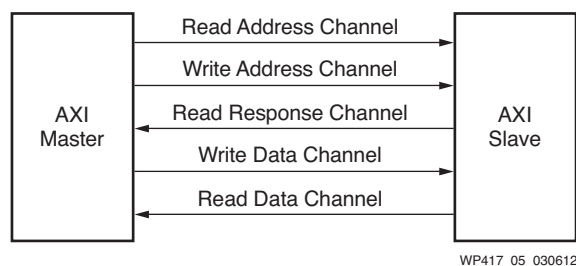 Read Address Channel
Write Address Channel
AXI
Master
Read Response Channel
AXI
Slave
Write Data Channel
Read Data Channel
WP417_05_030612